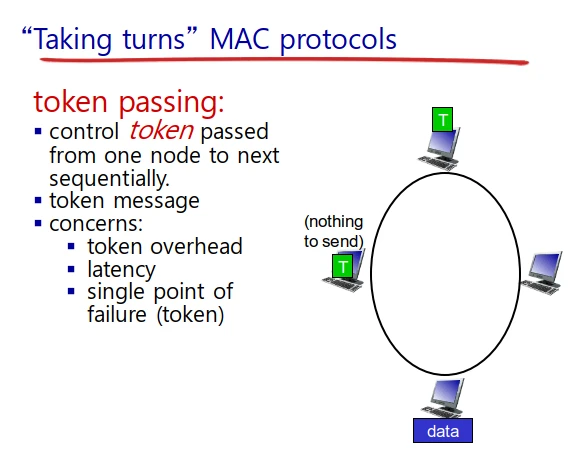 “Taking turns” MAC protocols
token passing:
▪ control token passed
from one node to next
sequentially.
▪ token message
▪ concerns:
▪ token overhead
▪ latency
▪ single point of
failure (token)
T
(nothing
to send)
T
data